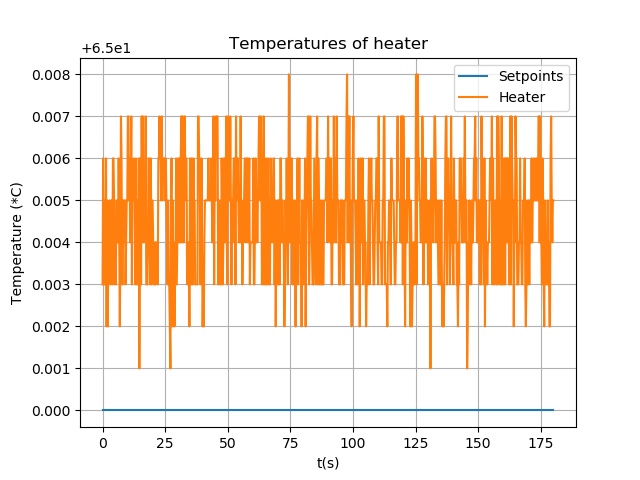 Temperatures of heater
+6.5e1
0.008
0.007
0.006
0.005
0.004
0.003
0.002
0.001
0.000
Temperature (*C)
Setpoints
Heater
0 25 50 75 100 125 150 175
t(s)